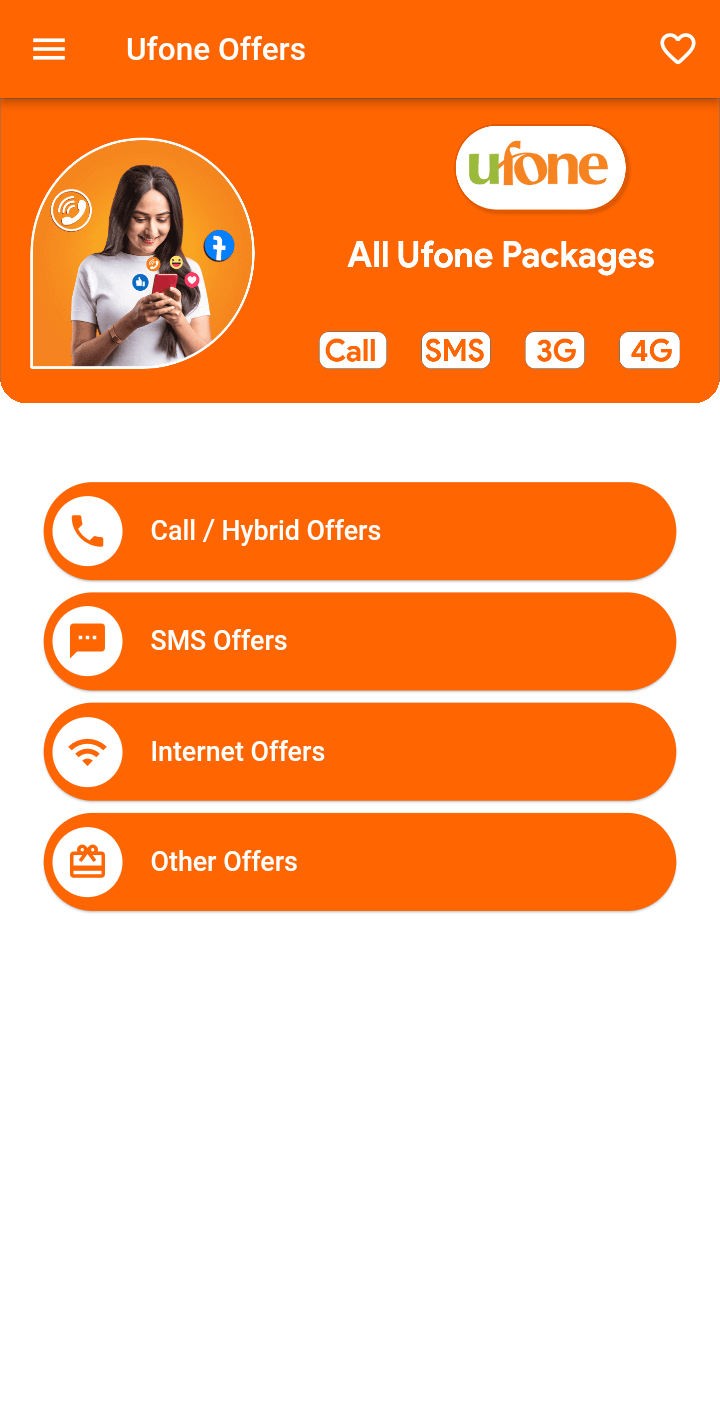 Ufone Offers
ufone
All Ufone Packages
Call SMS 3G 4G
Call / Hybrid Offers
SMS Offers
Internet Offers
Other Offers